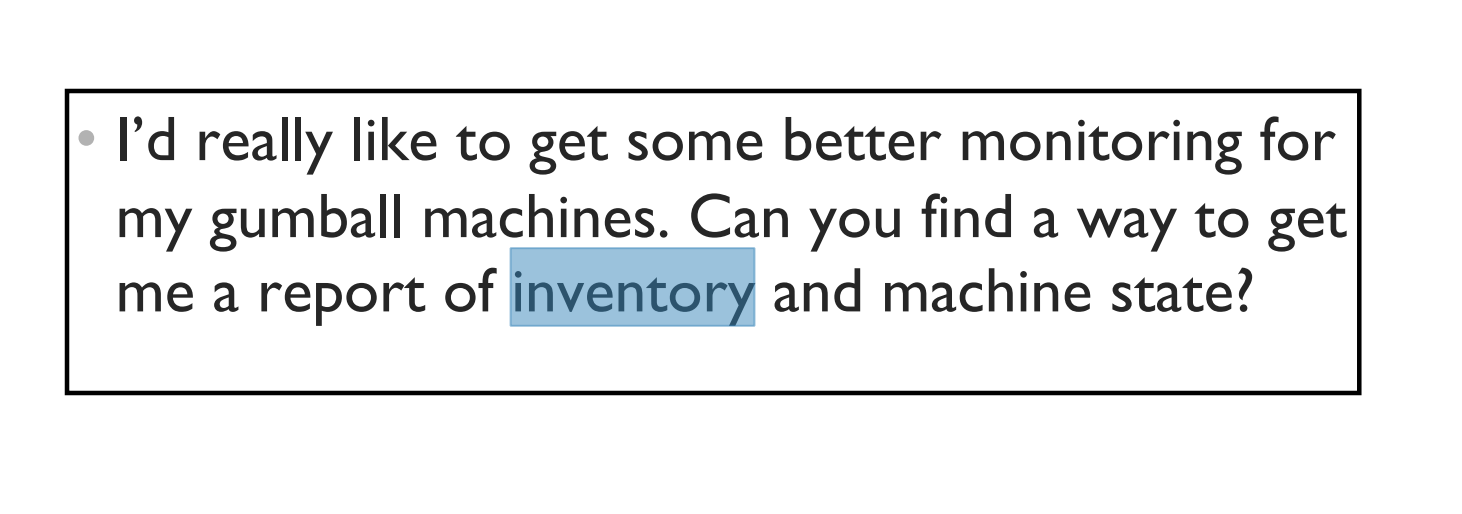 • I’d really like to get some better monitoring for
my gumball machines. Can you find a way to get
me a report of inventory and machine state?